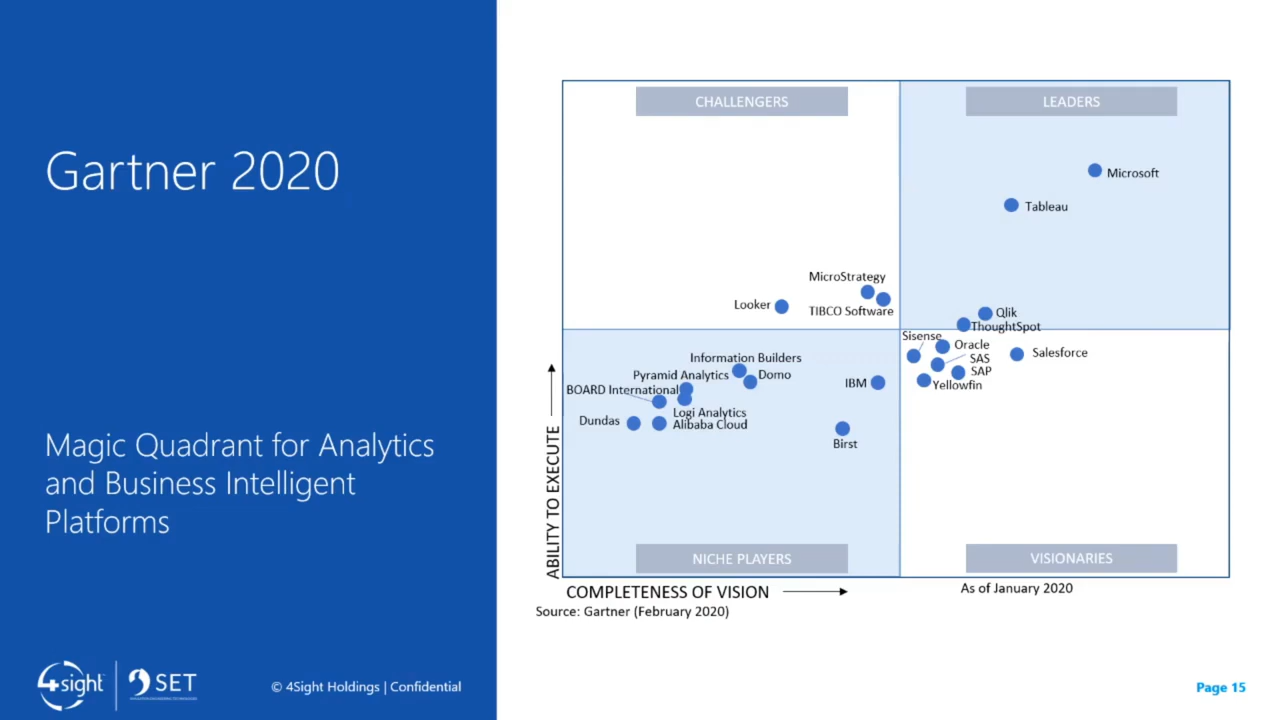 Gartner 2020
Magic Quadrant for Analytics
and Business Intelligent
Platforms
4sight
SET
© 4Sight Holdings | Confidential
CHALLENGERS
LEADERS
Microsoft
Tableau
MicroStrategy
Looker
TIBCO Software
Qlik
ThoughtSpot
Sisense
Oracle
Salesforce
SAS
SAP
Yellowfin
Information Builders
Pyramid Analytics
Domo
IBM
BOARD International
Logi Analytics
Dundas
Alibaba Cloud
Birst
ABILITY TO EXECUTE
NICHE PLAYERS
VISIONARIES
COMPLETENESS OF VISION
As of January 2020
Source: Gartner (February 2020)
Page 15